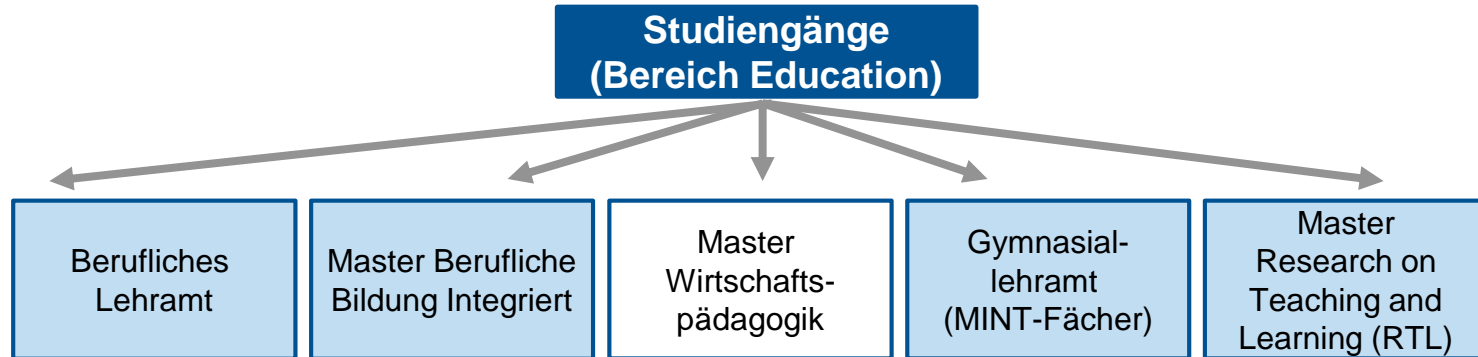 Studiengänge
(Bereich Education)
Berufliches
Lehramt
Master Berufliche
Bildung Integriert
Master
Wirtschafts-
pädagogik
Gymnasial-
lehramt
(MINT-Fächer)
Master
Research on
Teaching and
Learning (RTL)